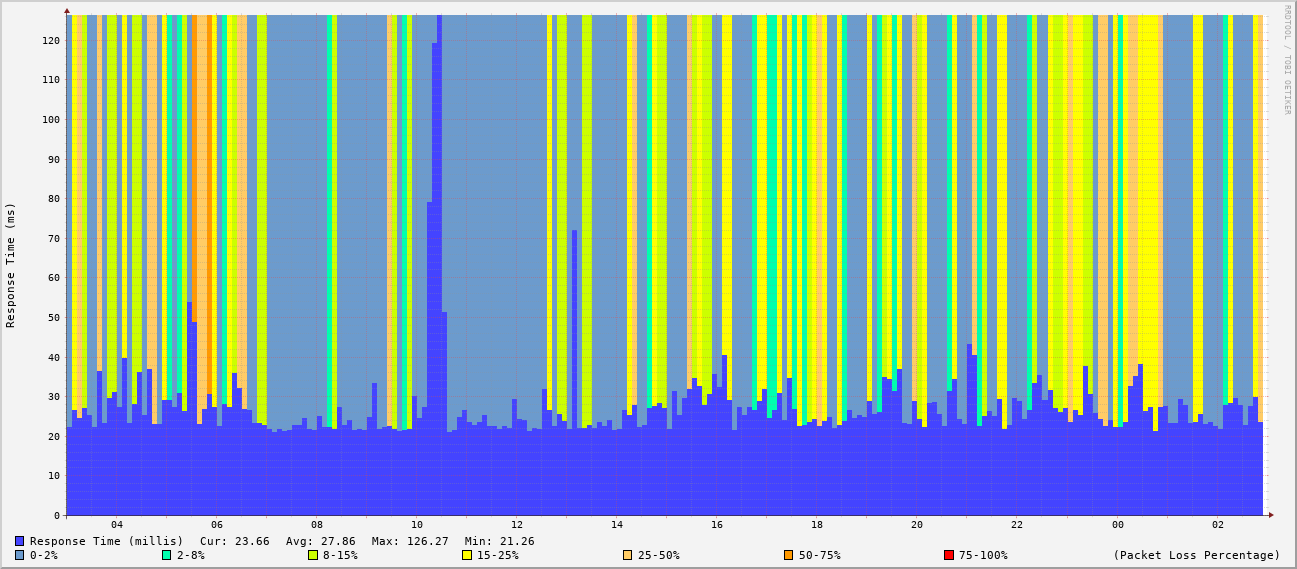 RRDTOOL / TOBI OETIKER
Response Time (ms)
120
110
100
90
80
70
60
50
40
30
20
10
0
04 06 08 10 12 14 16 18 20 22 00 02
Response Time (millis) Cur: 23.66 Avg: 27.86 Max: 126.27 Min: 21.26
0-2% 2-8% 8-15% 15-25% 25-50% 50-75% 75-100% (Packet Loss Percentage)